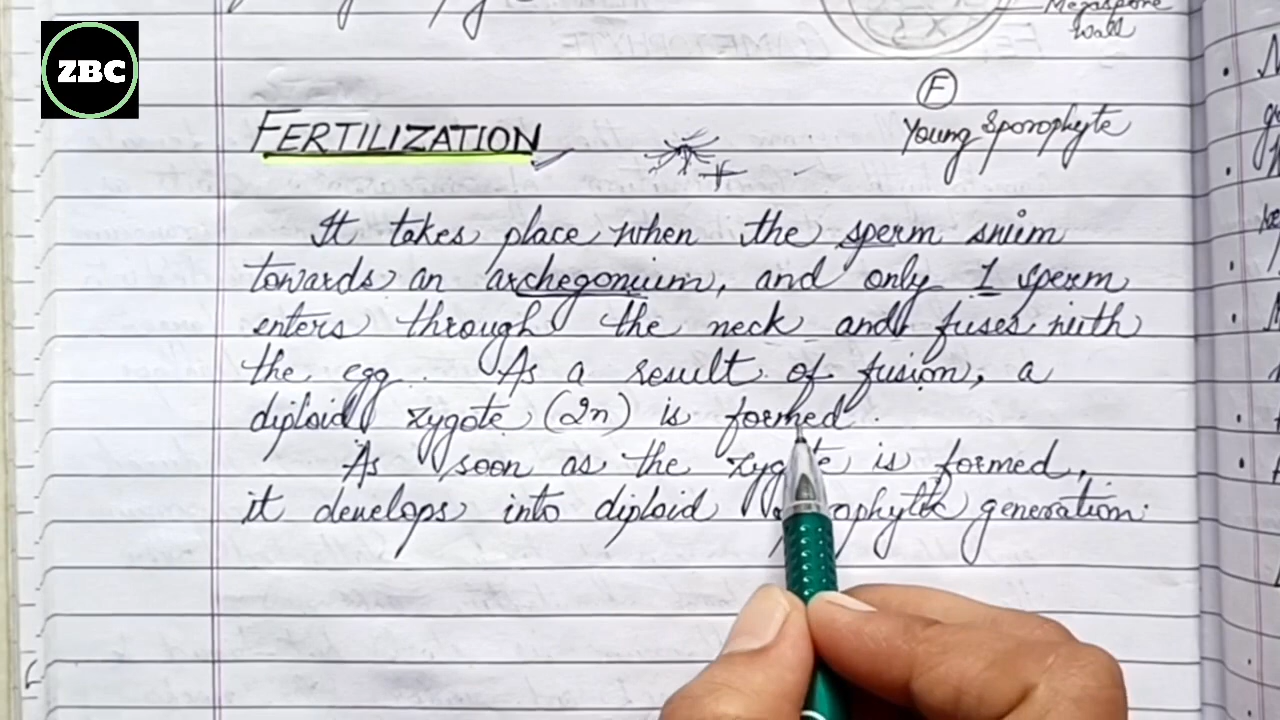 ZBC
Megaspore
wall
F
Young Sporophyte
FERTILIZATION
It takes place when the sperm swim
towards an archegonium, and only 1 sperm
enters through the neck and fuses with
the egg. As a result of fusion, a
diploid zygote (2n) is formed.
As soon as the is formed,
it develops into diploid generation.